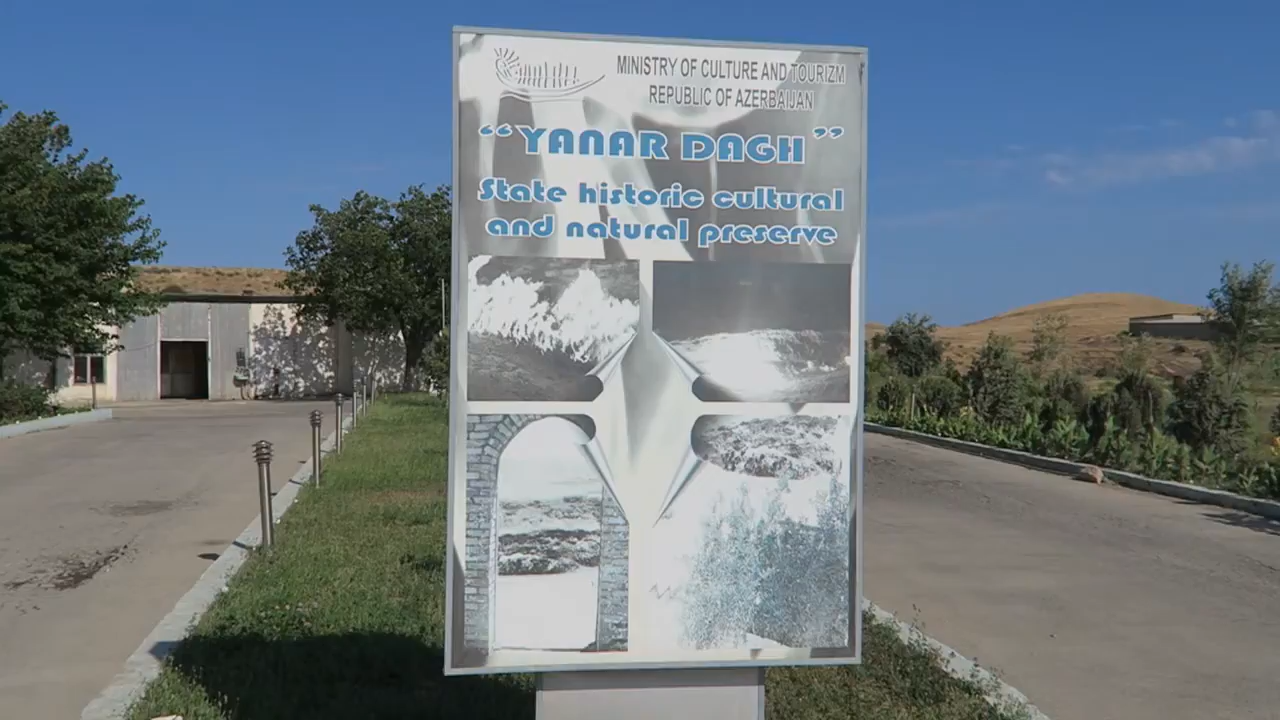 MINISTRY OF CULTURE AND TOURIZM
REPUBLIC OF AZERBAIJAN
“YANAR DAGH”
State historic cultural
and natural preserve